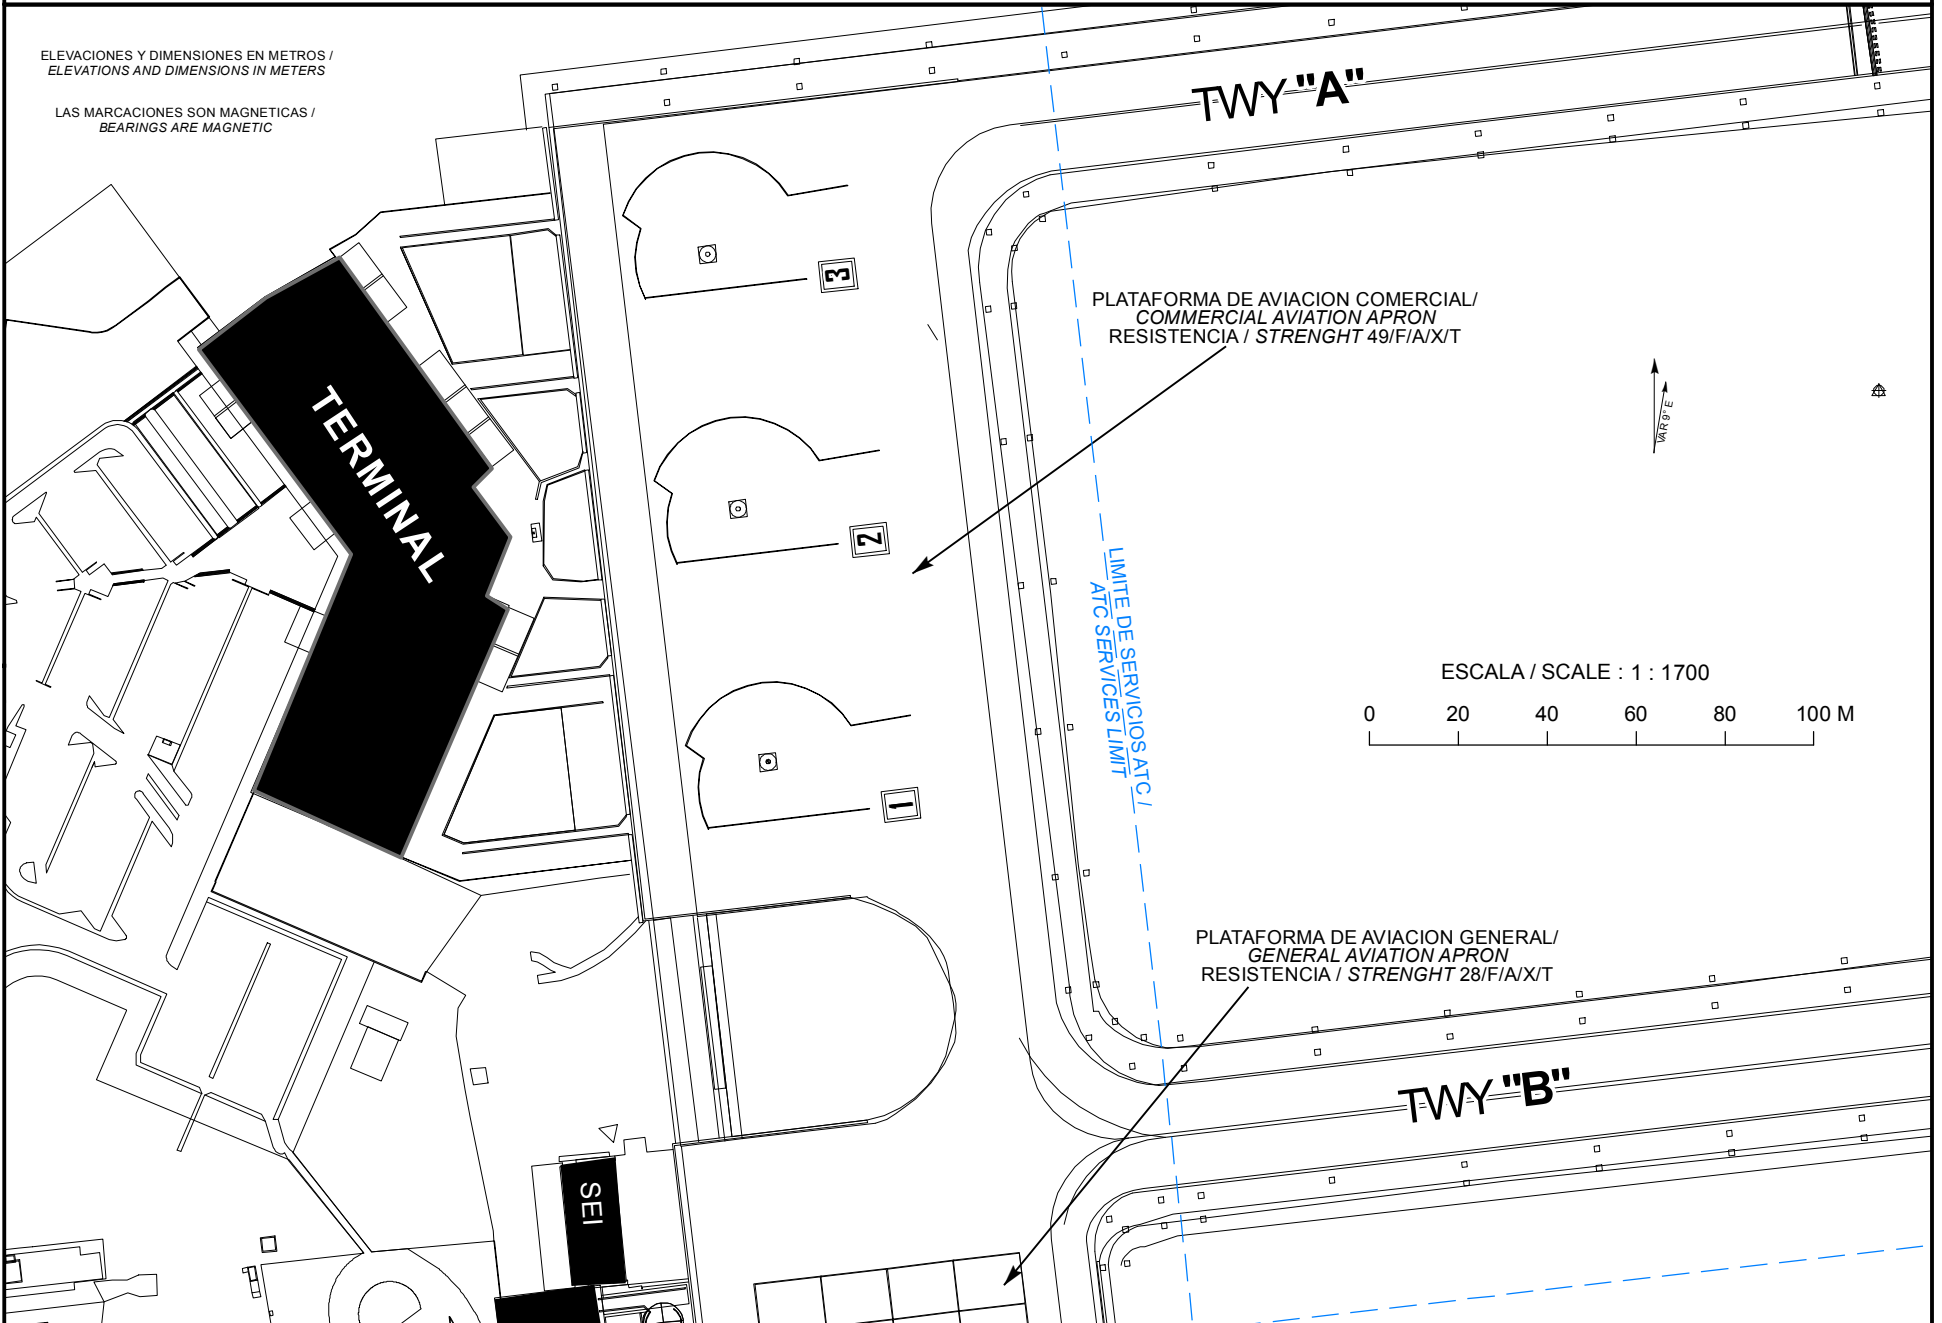 ELEVACIONES Y DIMENSIONES EN METROS /
ELEVATIONS AND DIMENSIONS IN METERS
LAS MARCACIONES SON MAGNETICAS /
BEARINGS ARE MAGNETIC
TWY "A"
3
PLATAFORMA DE AVIACION COMERCIAL/
COMMERCIAL AVIATION APRON
RESISTENCIA / STRENGHT 49/F/A/X/T
VAR 9° E
TERMINAL
2
LIMITE DE SERVICIOS ATC /
ATC SERVICES LIMIT
ESCALA / SCALE : 1 : 1700
0 20 40 60 80 100 M
1
PLATAFORMA DE AVIACION GENERAL/
GENERAL AVIATION APRON
RESISTENCIA / STRENGHT 28/F/A/X/T
TWY "B"
SEI